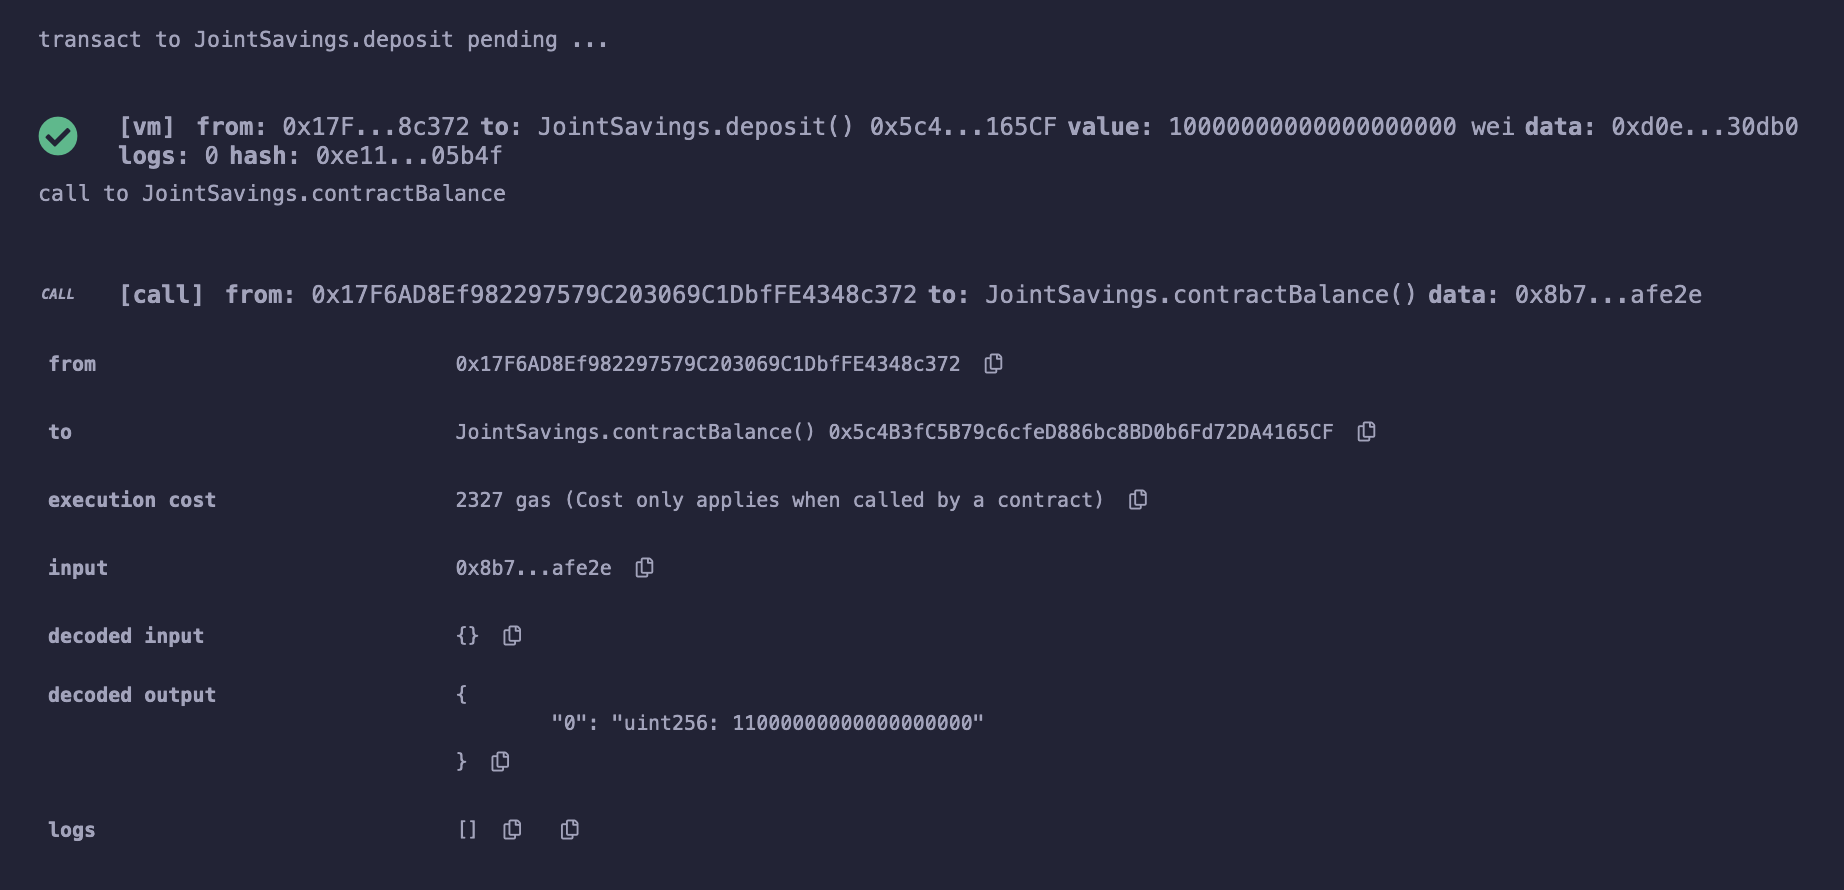 transact to JointSavings.deposit pending ...
[vm] from: 0x17F...8c372 to: JointSavings.deposit() 0x5c4...165CF value: 10000000000000000000 wei data: 0xd0e...30db0
logs: 0 hash: 0xe11...05b4f
call to JointSavings.contractBalance
CALL [call] from: 0x17F6AD8Ef982297579C203069C1DbfFE4348c372 to: JointSavings.contractBalance() data: 0x8b7...afe2e
from 0x17F6AD8Ef982297579C203069C1DbfFE4348c372
to JointSavings.contractBalance() 0x5c4B3fC5B79c6cfeD886bc8BD0b6Fd72DA4165CF
execution cost 2327 gas (Cost only applies when called by a contract)
input 0x8b7...afe2e
decoded input {}
decoded output {
"0": "uint256: 11000000000000000000"
}
logs []